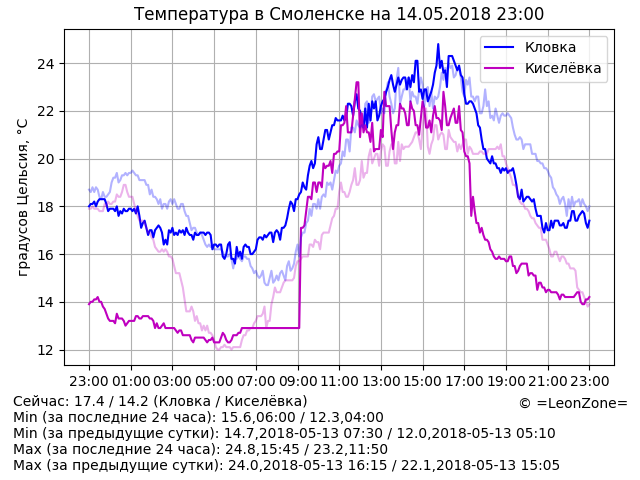 Температура в Смоленске на 14.05.2018 23:00
Кловка
Киселёвка
градусов Цельсия, °C
24
22
20
18
16
14
12
23:00 01:00 03:00 05:00 07:00 09:00 11:00 13:00 15:00 17:00 19:00 21:00 23:00
Сейчас: 17.4 / 14.2 (Кловка / Киселёвка)
© =LeonZone=
Min (за последние 24 часа): 15.6,06:00 / 12.3,04:00
Min (за предыдущие сутки): 14.7,2018-05-13 07:30 / 12.0,2018-05-13 05:10
Max (за последние 24 часа): 24.8,15:45 / 23.2,11:50
Max (за предыдущие сутки): 24.0,2018-05-13 16:15 / 22.1,2018-05-13 15:05